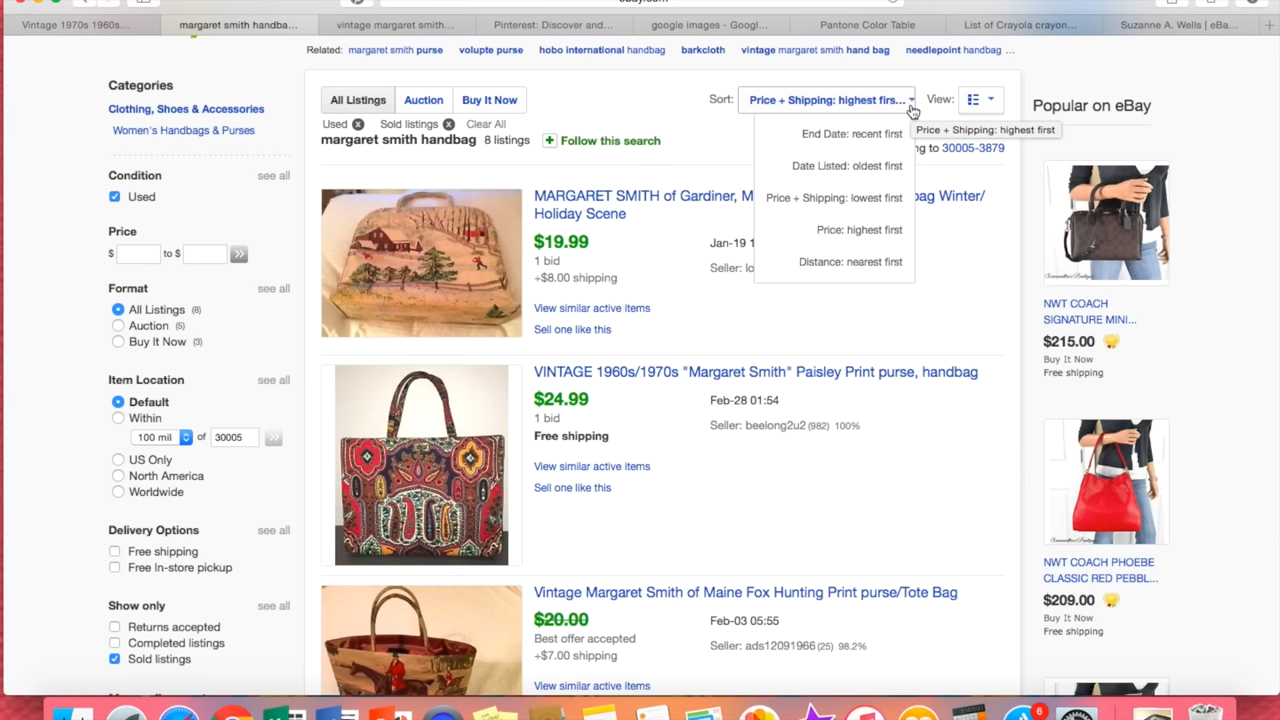 ebay.com
Vintage 1970s 1960s...
margaret smith handba...
vintage margaret smith...
Pinterest: Discover and...
google images - Googl...
Pantone Color Table
List of Crayola crayon...
Suzanne A. Wells | eBa...
Related: margaret smith purse volupte purse hobo international handbag barkcloth vintage margaret smith hand bag needlepoint handbag ...
Categories
Clothing, Shoes & Accessories
Women's Handbags & Purses
Condition see all
Used
Price
$ to $
Format see all
All Listings (8)
Auction (5)
Buy It Now (3)
Item Location see all
Default
Within
100 mil of 30005
US Only
North America
Worldwide
Delivery Options see all
Free shipping
Free In-store pickup
Show only see all
Returns accepted
Completed listings
Sold listings
All Listings Auction Buy It Now
Sort: Price + Shipping: highest firs... View:
Used Sold listings Clear All
margaret smith handbag 8 listings Follow this search
to 30005-3879
End Date: recent first
Date Listed: oldest first
Price + Shipping: lowest first
Price: highest first
Distance: nearest first
Price + Shipping: highest first
MARGARET SMITH of Gardiner, M bag Winter/
Holiday Scene
$19.99 Jan-19 1
1 bid Seller: lo
+$8.00 shipping
View similar active items
Sell one like this
VINTAGE 1960s/1970s "Margaret Smith" Paisley Print purse, handbag
$24.99 Feb-28 01:54
1 bid Seller: beelong2u2 (982) 100%
Free shipping
View similar active items
Sell one like this
Vintage Margaret Smith of Maine Fox Hunting Print purse/Tote Bag
$20.00 Feb-03 05:55
Best offer accepted Seller: ads12091966 (25) 98.2%
+$7.00 shipping
View similar active items
Popular on eBay
NWT COACH
SIGNATURE MINI...
$215.00
Buy It Now
Free shipping
NWT COACH PHOEBE
CLASSIC RED PEBBL...
$209.00
Buy It Now
Free shipping
6